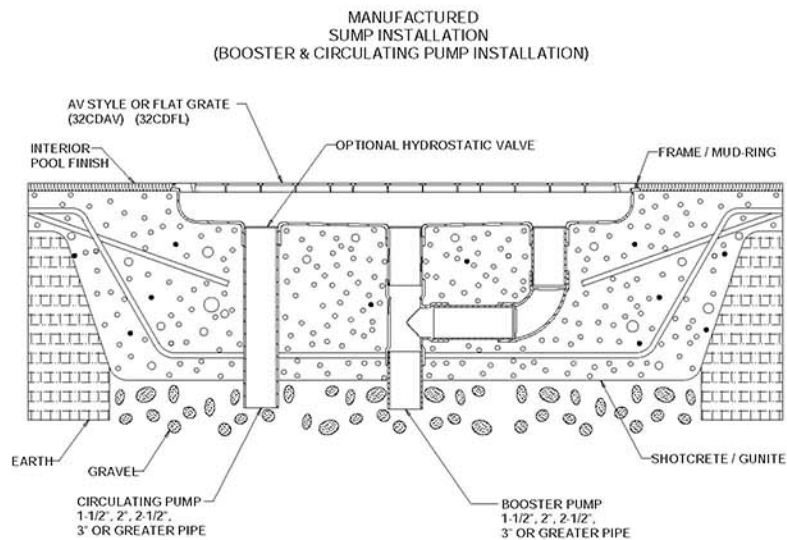 MANUFACTURED
SUMP INSTALLATION
(BOOSTER & CIRCULATING PUMP INSTALLATION)
AV STYLE OR FLAT GRATE
(32CDAV) (32CDFL)
OPTIONAL HYDROSTATIC VALVE
INTERIOR
POOL FINISH
FRAME / MUD-RING
EARTH
GRAVEL
SHOTCRETE / GUNITE
CIRCULATING PUMP
1-1/2", 2", 2-1/2",
3" OR GREATER PIPE
BOOSTER PUMP
1-1/2", 2", 2-1/2",
3" OR GREATER PIPE